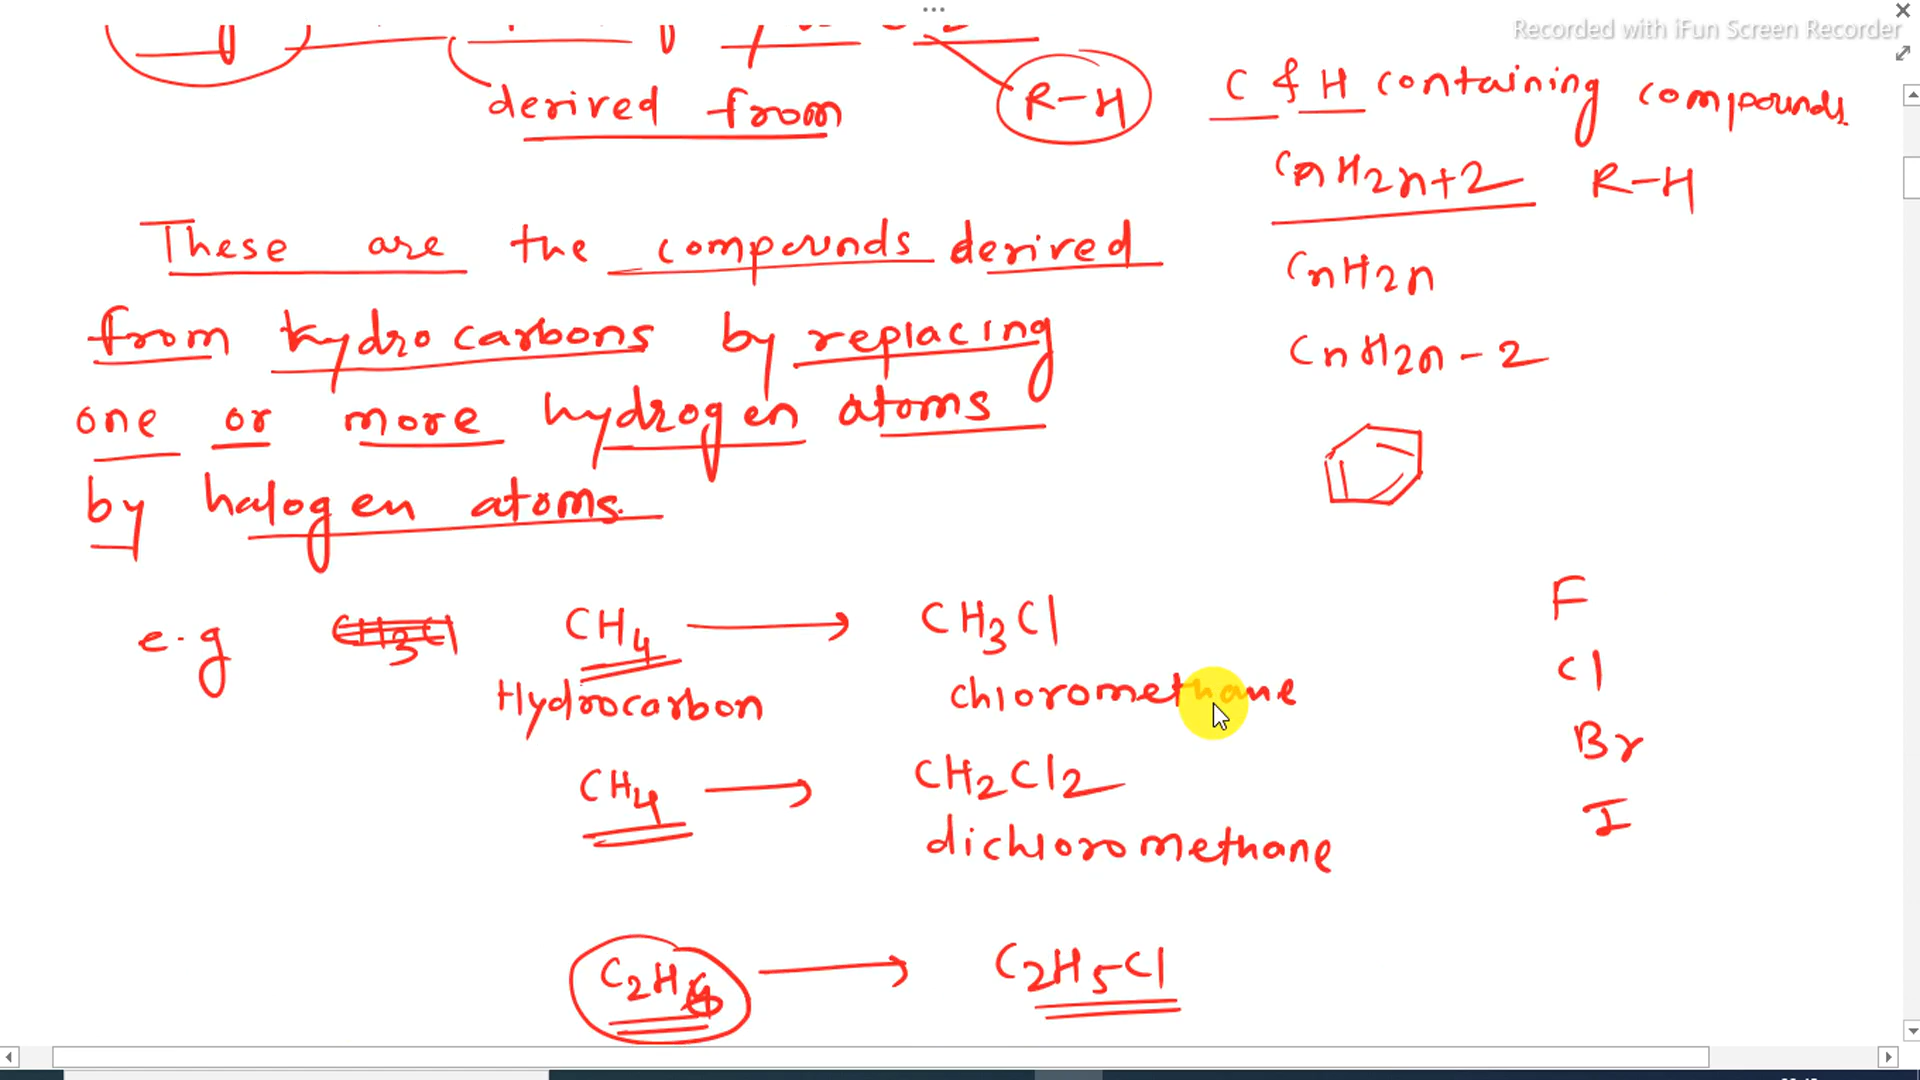 Recorded with iFun Screen Recorder
derived from
R-H
C & H containing compounds
CnH2n+2 R-H
CnH2n
CnH2n-2
These are the compounds derived
from hydrocarbons by replacing
one or more hydrogen atoms
by halogen atoms.
e.g CH3Cl CH4 → CH3Cl
Hydrocarbon chloromethane
CH4 → CH2Cl2
dichloromethane
F
Cl
Br
I
C2H6 → C2H5Cl